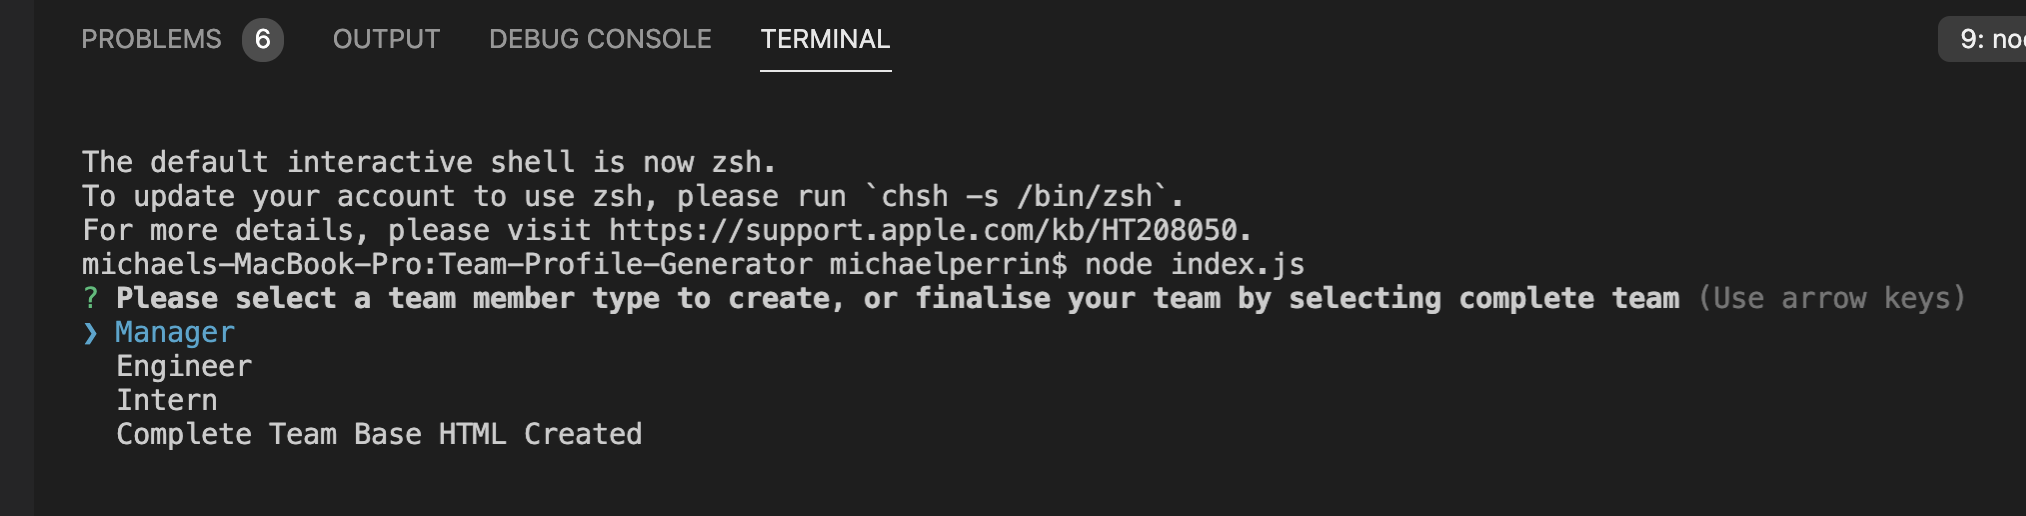 PROBLEMS 6 OUTPUT DEBUG CONSOLE TERMINAL 9: no
The default interactive shell is now zsh.
To update your account to use zsh, please run `chsh -s /bin/zsh`.
For more details, please visit https://support.apple.com/kb/HT208050.
michaels-MacBook-Pro:Team-Profile-Generator michaelperrin$ node index.js
? Please select a team member type to create, or finalise your team by selecting complete team (Use arrow keys)
❯ Manager
Engineer
Intern
Complete Team Base HTML Created